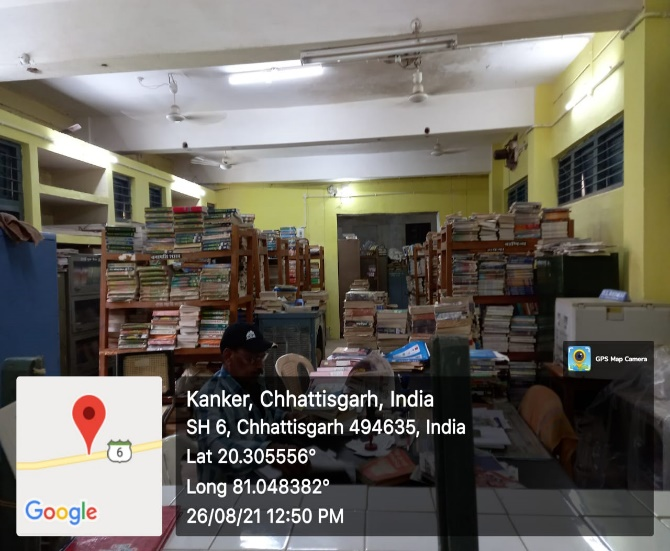 GPS Map Camera
Kanker, Chhattisgarh, India
SH 6, Chhattisgarh 494635, India
6
Lat 20.305556°
Long 81.048382°
Google
26/08/21 12:50 PM